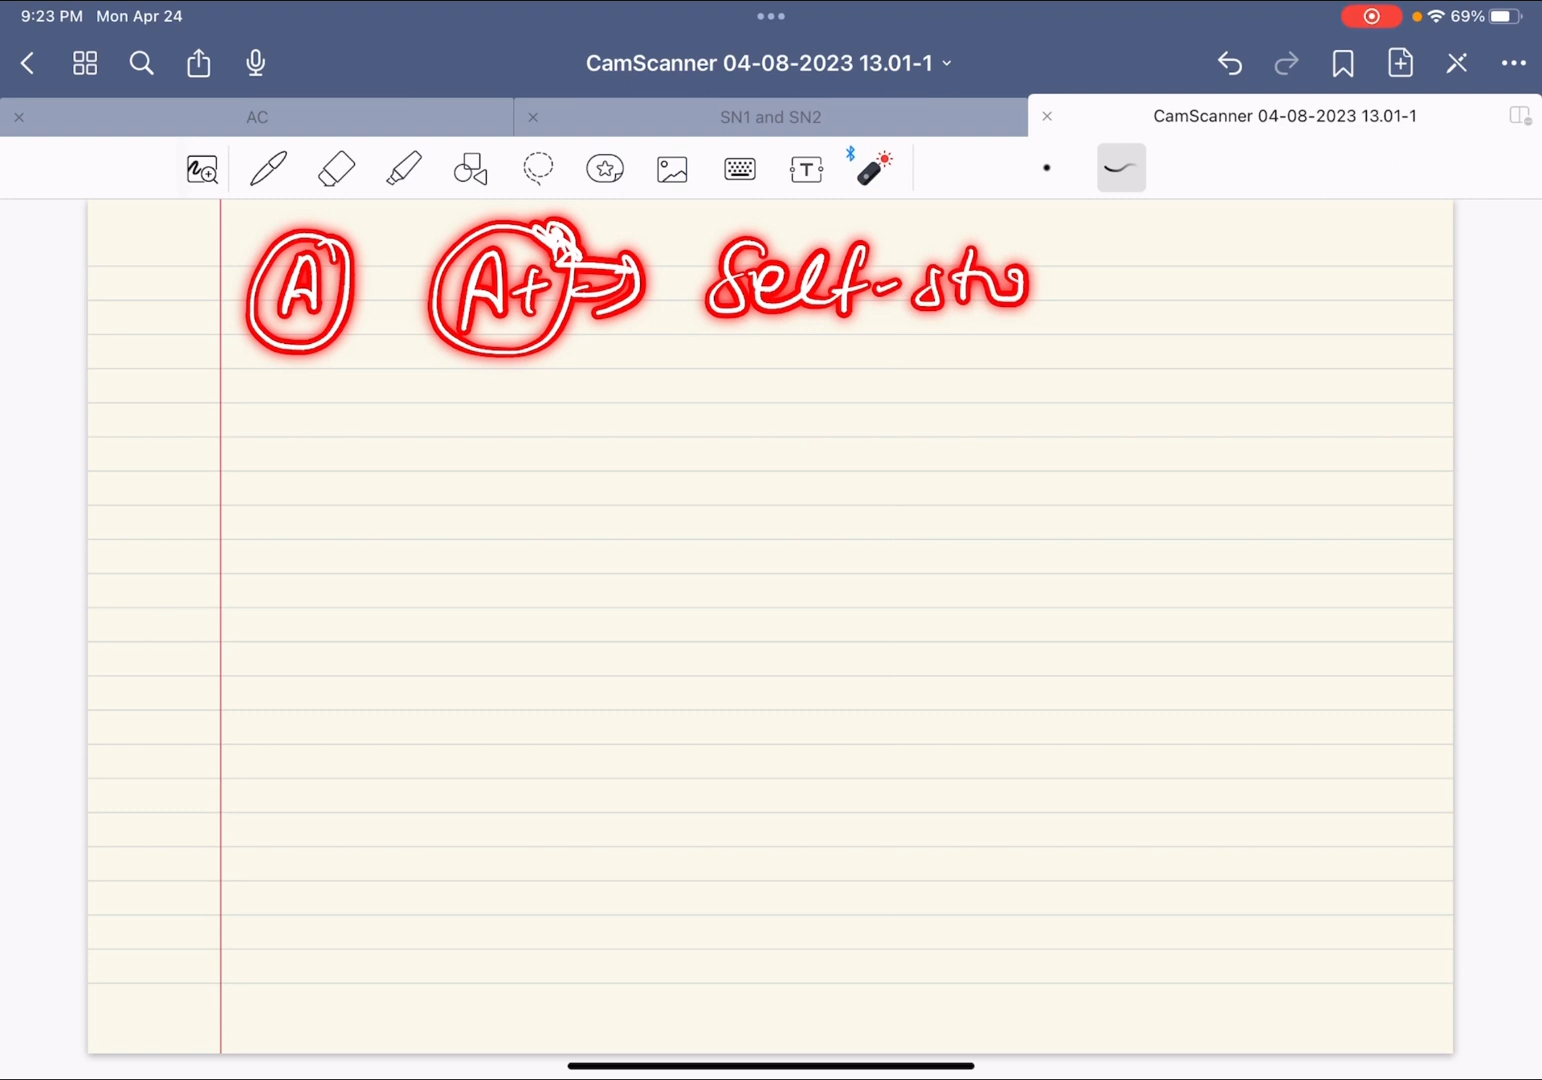 9:23 PM Mon Apr 24 69%
CamScanner 04-08-2023 13.01-1
AC SN1 and SN2 CamScanner 04-08-2023 13.01-1
T
A A+ Self-